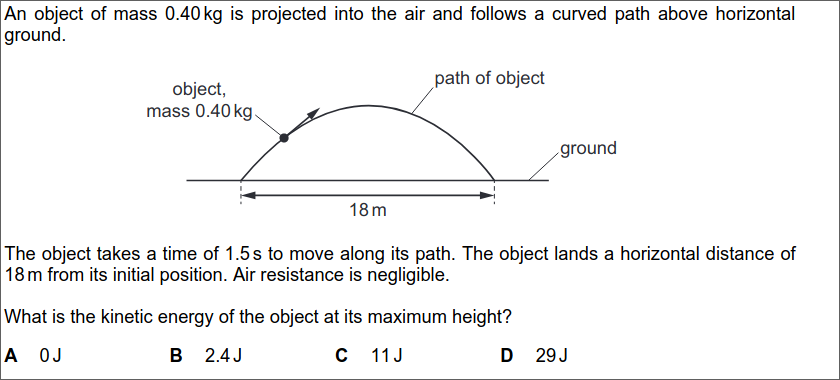 An object of mass 0.40 kg is projected into the air and follows a curved path above horizontal
ground.
path of object
object,
mass 0.40 kg
ground
18 m
The object takes a time of 1.5 s to move along its path. The object lands a horizontal distance of
18 m from its initial position. Air resistance is negligible.
What is the kinetic energy of the object at its maximum height?
A 0 J B 2.4 J C 11 J D 29 J